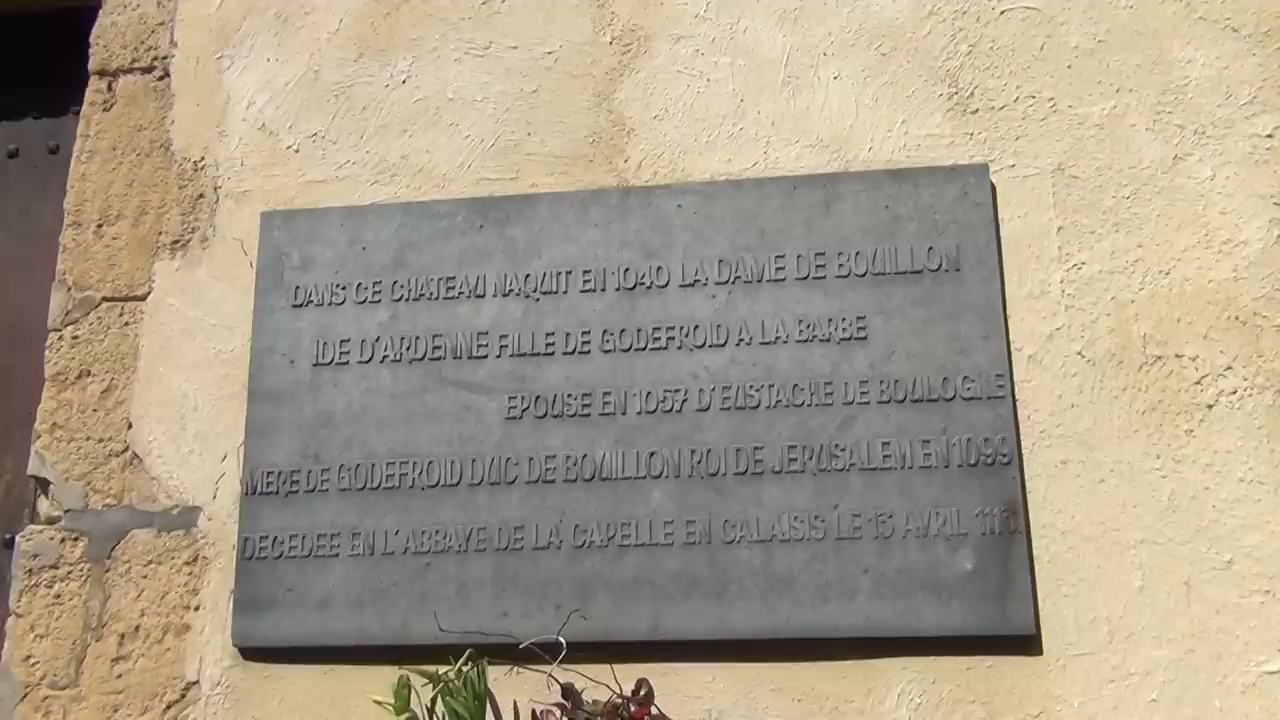 DANS CE CHATEAU NAQUIT EN 1040 LA DAME DE BOUILLON
IDE D'ARDENNE FILLE DE GODEFROID A LA BARBE
EPOUSE EN 1057 D'EUSTACHE DE BOULOGNE
MERE DE GODEFROID DUC DE BOUILLON ROI DE JERUSALEM EN 1099
DECEDEE EN L'ABBAYE DE LA CAPELLE EN CALAISIS LE 13 AVRIL